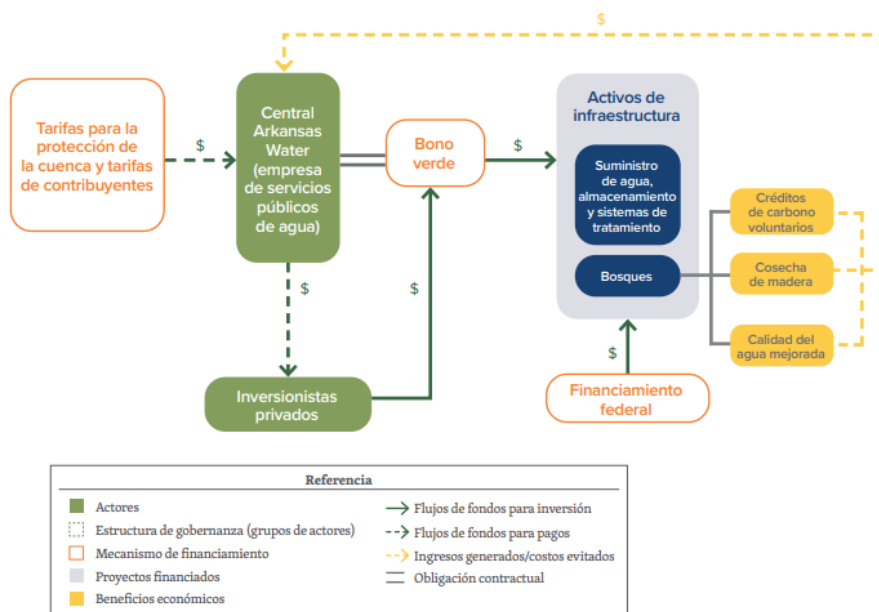 $
Tarifas para la
protección de
la cuenca y tarifas
de contribuyentes
$
Central
Arkansas
Water
(empresa
de servicios
públicos
de agua)
Bono
verde
$
Activos de
infraestructura
Suministro
de agua,
almacenamiento
y sistemas de
tratamiento
Bosques
Créditos
de carbono
voluntarios
Cosecha
de madera
Calidad del
agua mejorada
$
$
$
Inversionistas
privados
Financiamiento
federal
Referencia
Actores
Estructura de gobernanza (grupos de actores)
Mecanismo de financiamiento
Proyectos financiados
Beneficios económicos
Flujos de fondos para inversión
Flujos de fondos para pagos
Ingresos generados/costos evitados
Obligación contractual